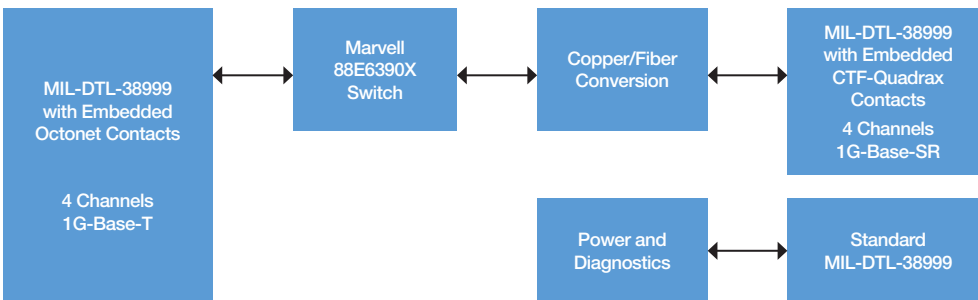 MIL-DTL-38999
with Embedded
Octonet Contacts
4 Channels
1G-Base-T
Marvell
88E6390X
Switch
Copper/Fiber
Conversion
MIL-DTL-38999
with Embedded
CTF-Quadrax
Contacts
4 Channels
1G-Base-SR
Power and
Diagnostics
Standard
MIL-DTL-38999